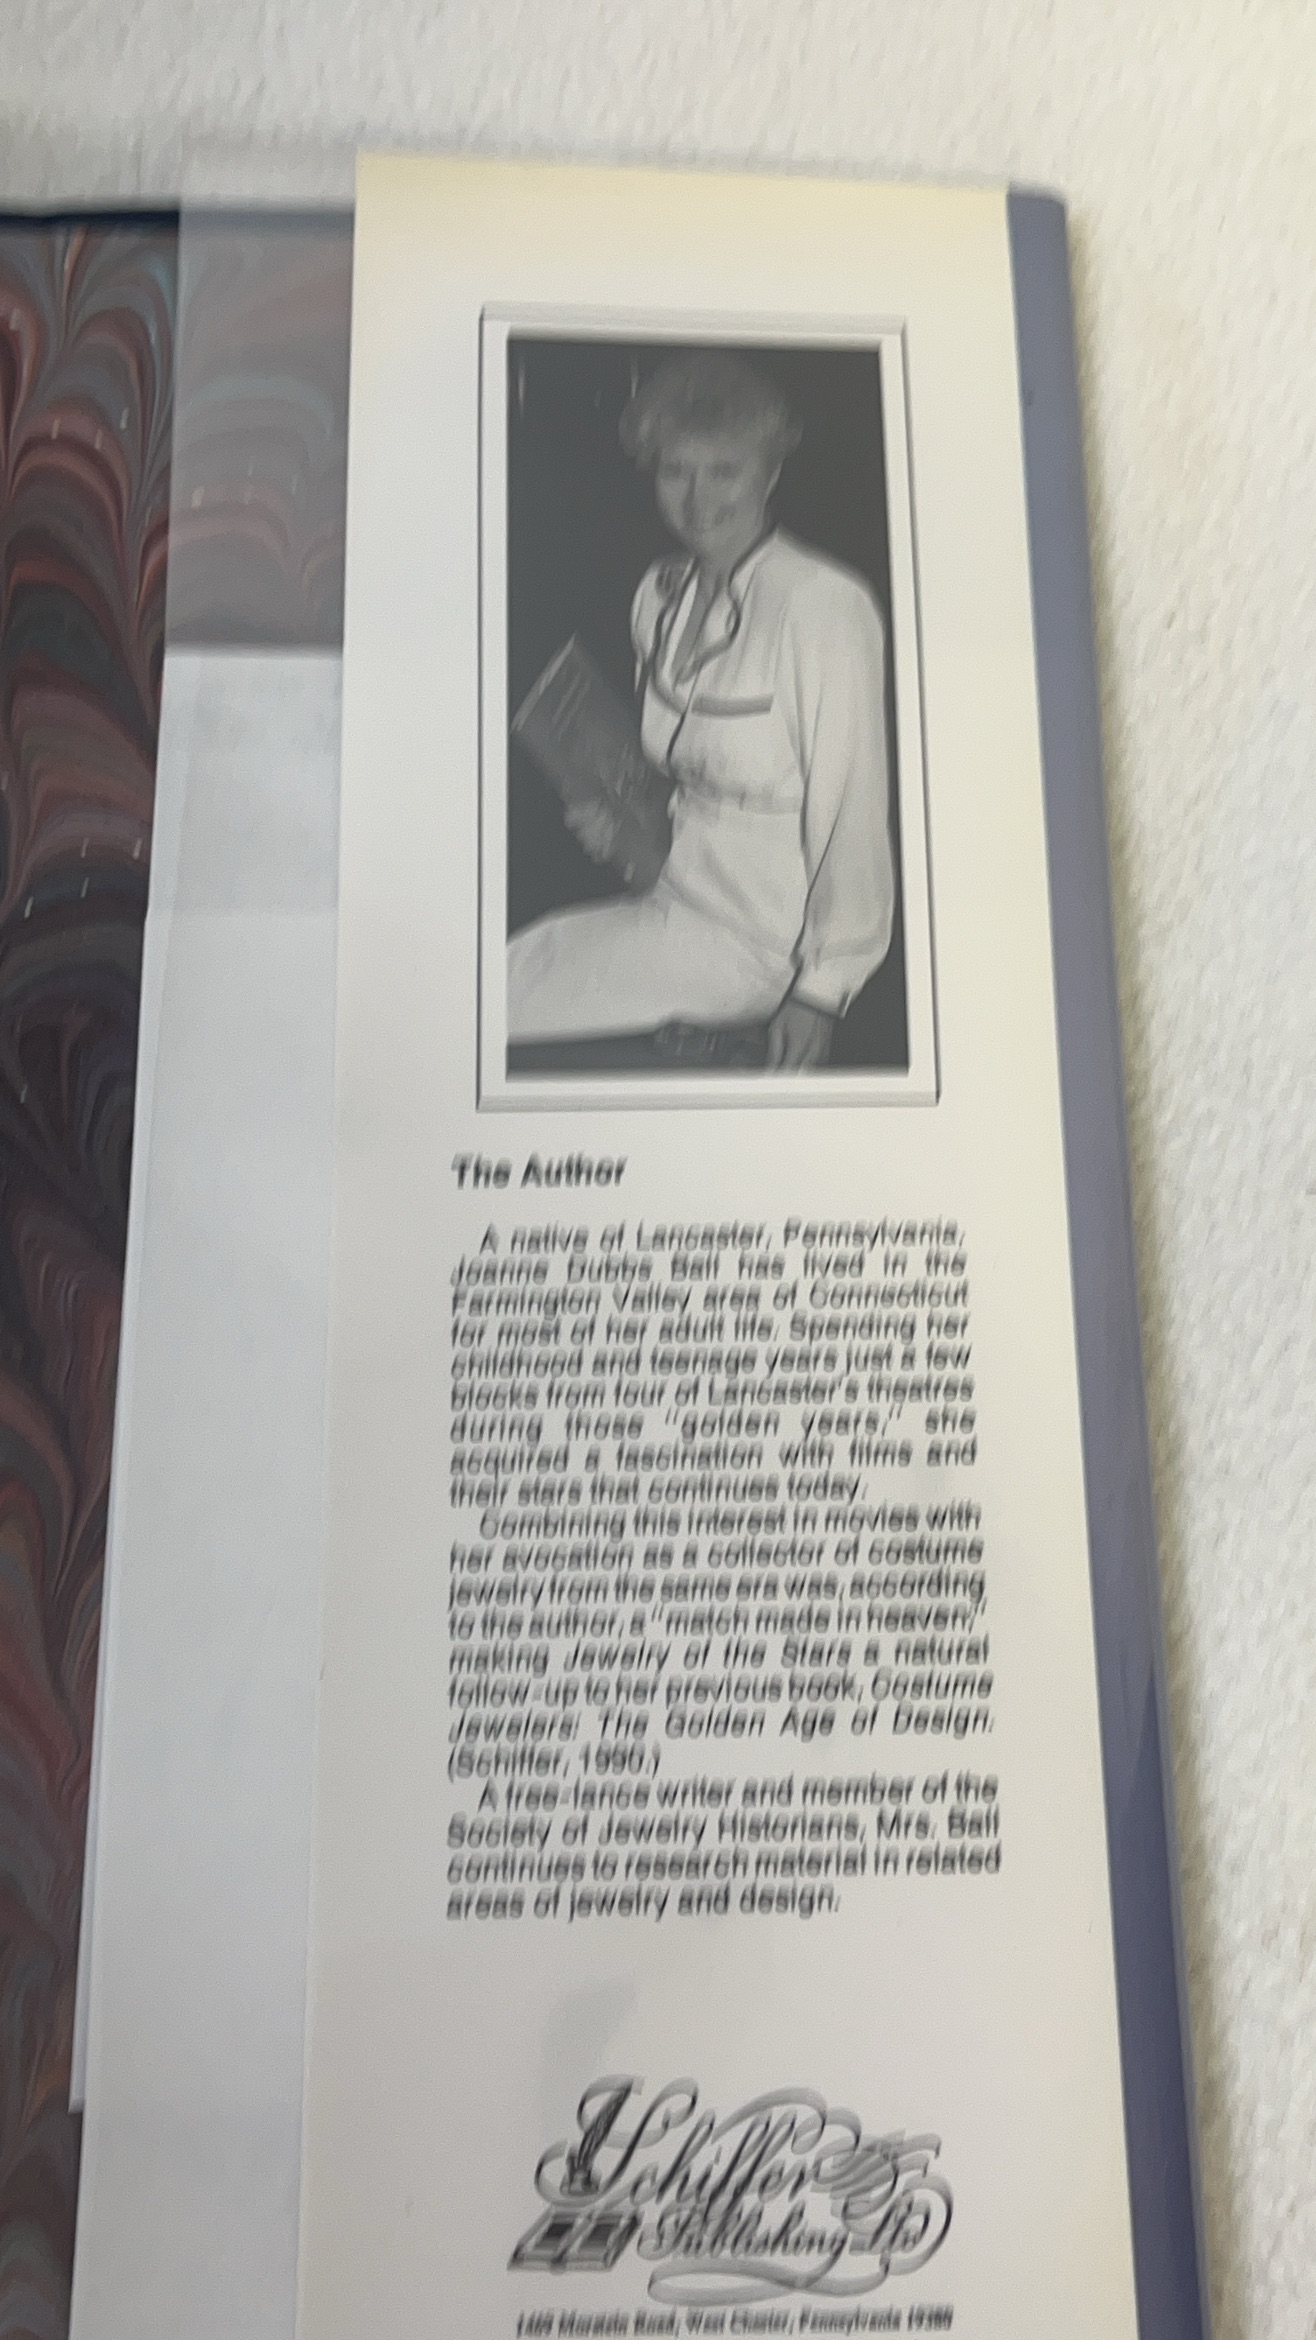 The Author
A native of Lancaster, Pennsylvania,
Joanne Dubbs Ball has lived in the
Farmington Valley area of Connecticut
for most of her adult life. Spending her
childhood and teenage years just a few
blocks from four of Lancaster's theatres
during those "golden years," she
acquired a fascination with films and
their stars that continues today.
Combining this interest in movies with
her avocation as a collector of costume
jewelry from the same era was, according
to the author, a "match made in heaven,"
making Jewelry of the Stars a natural
follow-up to her previous book, Costume
Jewelers: The Golden Age of Design.
(Schiffer, 1990.)
A free-lance writer and member of the
Society of Jewelry Historians, Mrs. Ball
continues to research material in related
areas of jewelry and design.
Schiffer
Publishing Ltd
1469 Morstein Road, West Chester, Pennsylvania 19380